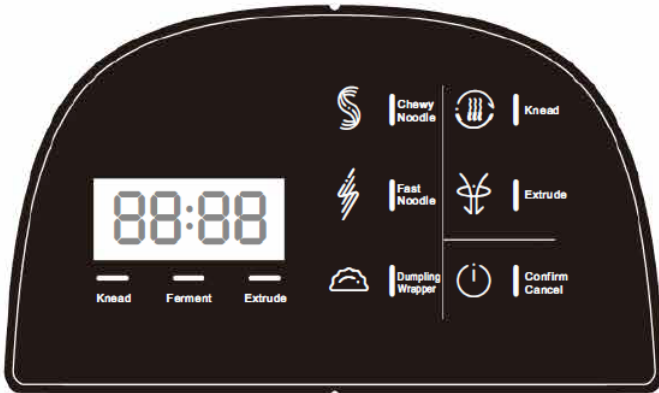 Chewy
Noodle
Knead
88:88
Fast
Noodle
Extrude
Dumpling
Wrapper
Confirm
Cancel
Knead
Ferment
Extrude